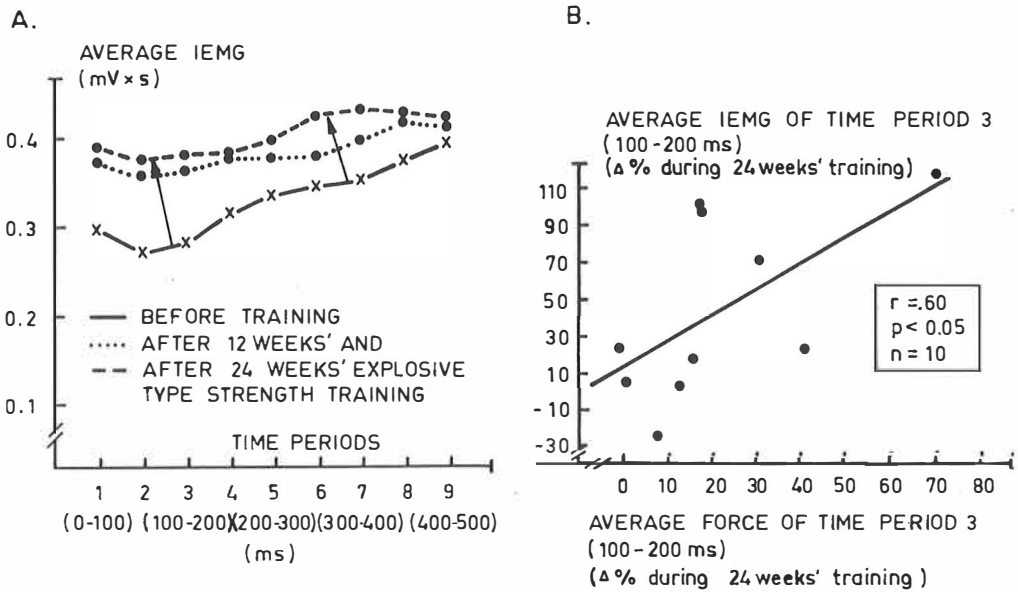 A.
AVERAGE IEMG
(mV × s)
0.4
0.3
0.2
0.1
BEFORE TRAINING
AFTER 12 WEEKS' AND
AFTER 24 WEEKS' EXPLOSIVE
TYPE STRENGTH TRAINING
TIME PERIODS
1 2 3 4 5 6 7 8 9
(0-100) (100-200)(200-300)(300-400) (400-500)
(ms)
B.
AVERAGE IEMG OF TIME PERIOD 3
(100-200 ms)
(Δ% during 24 weeks' training)
110
90
70
50
30
10
-10
-30
r =.60
p< 0.05
n = 10
0 10 20 30 40 50 60 70 80
AVERAGE FORCE OF TIME PERIOD 3
(100-200 ms)
(Δ% during 24 weeks' training)